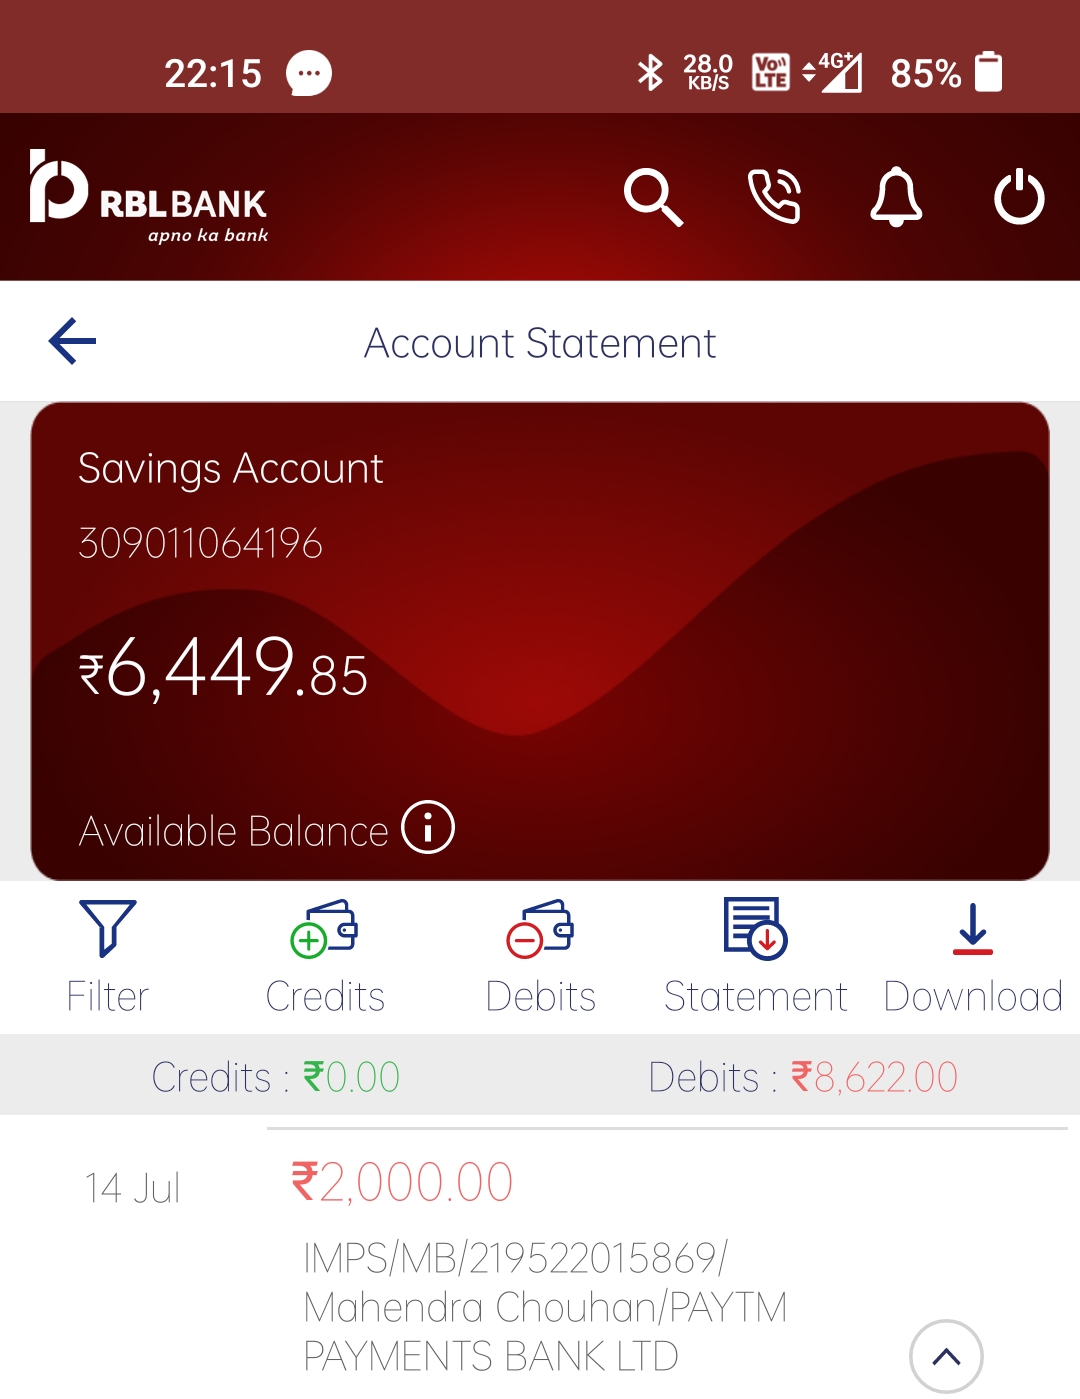 22:15
28.0
KB/S
Vo))
LTE
4G+
85%
RBLBANK
apno ka bank
Account Statement
Savings Account
309011064196
₹6,449.85
Available Balance
Filter
Credits
Debits
Statement
Download
Credits : ₹0.00
Debits : ₹8,622.00
14 Jul
₹2,000.00
IMPS/MB/219522015869/
Mahendra Chouhan/PAYTM
PAYMENTS BANK LTD